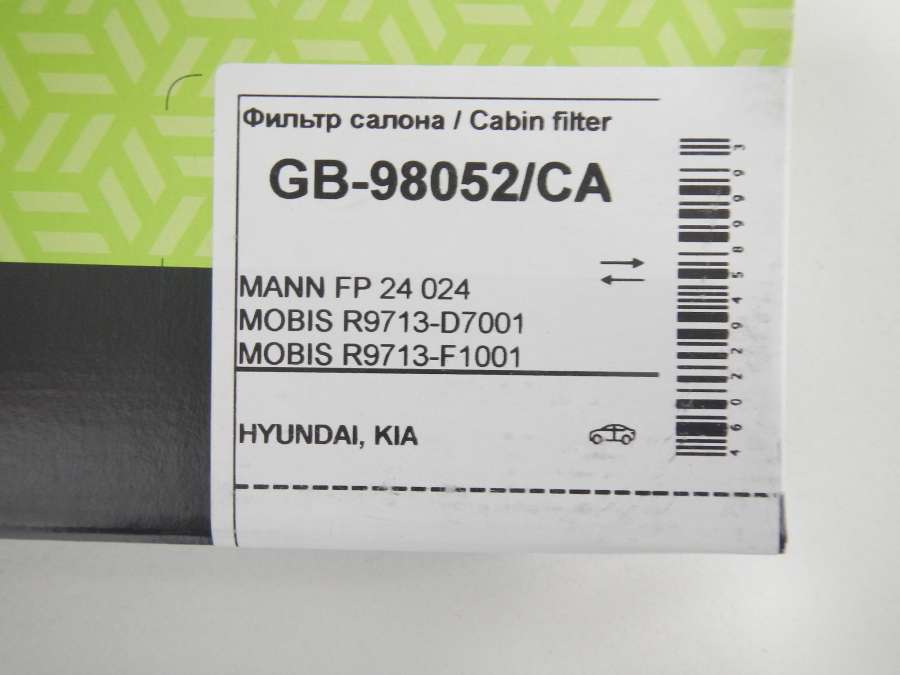 Фильтр салона / Cabin filter
GB-98052/CA
MANN FP 24 024
MOBIS R9713-D7001
MOBIS R9713-F1001
HYUNDAI, KIA
4602294589993